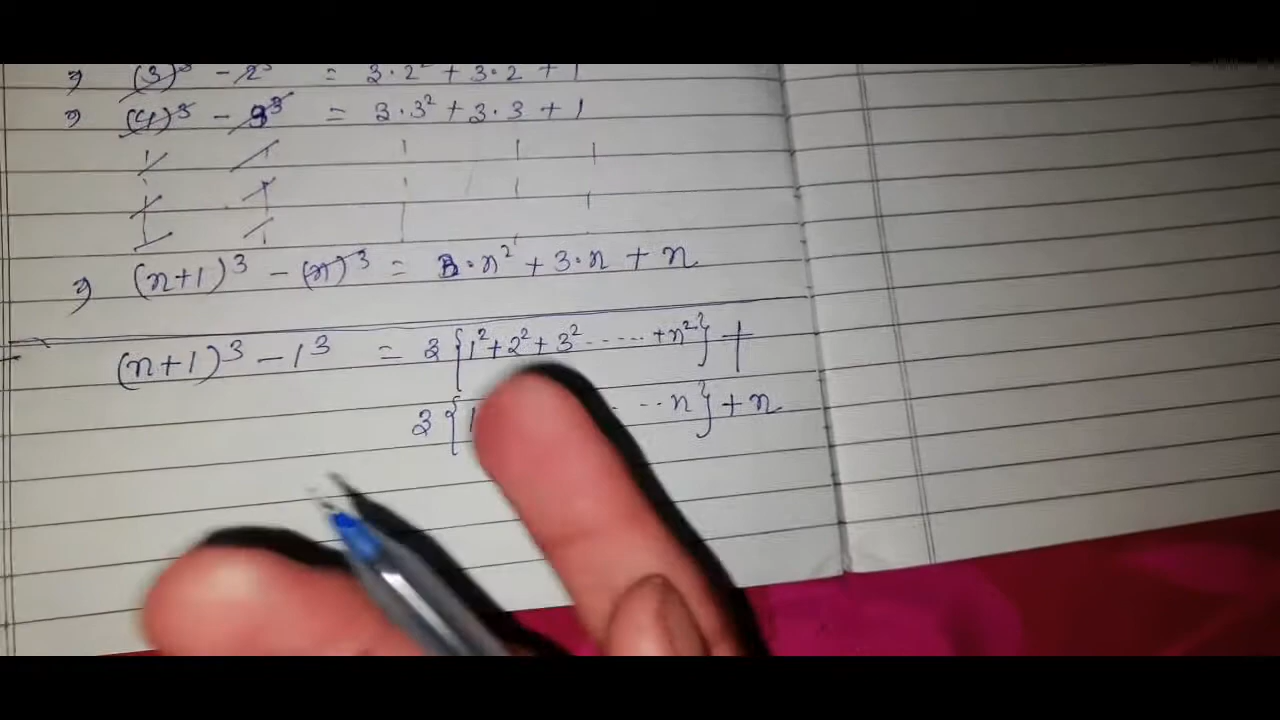 ⇒ (3)³ - 2³ = 3·2² + 3·2 + 1
⇒ (4)³ - 3³ = 3·3² + 3·3 + 1
⇒ (n+1)³ - (n)³ = 3·n² + 3·n + n
(n+1)³ - 1³ = 3 {1² + 2² + 3² ..... + n²} +
3 {1 ... n} + n